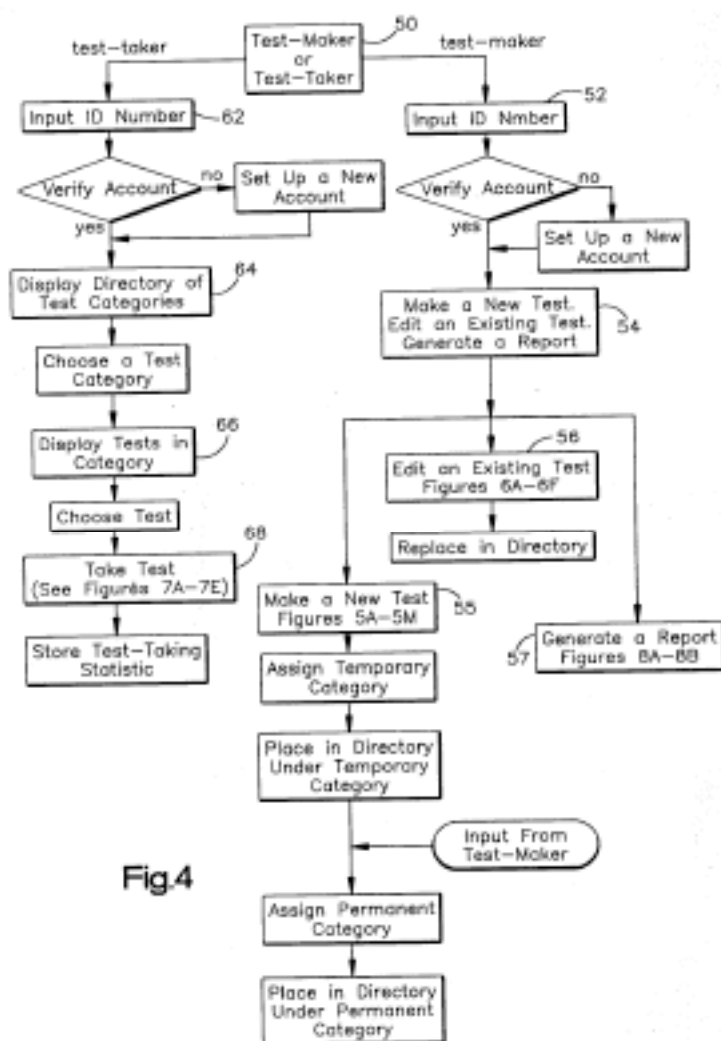 50
test-taker
Test-Maker
or
Test-Taker
test-maker
62
Input ID Number
52
Input ID Nmber
Verify Account
no
Set Up a New
Account
yes
Verify Account
no
Set Up a New
Account
yes
64
Display Directory of
Test Categories
Make a New Test.
Edit an Existing Test.
Generate a Report
54
Choose a Test
Category
66
Display Tests in
Category
56
Edit an Existing Test
Figures 6A-6F
Choose Test
Replace in Directory
68
Take Test
(See Figures 7A-7E)
Make a New Test
Figures 5A-5M
55
Store Test-Taking
Statistic
57
Generate a Report
Figures 8A-8B
Assign Temporary
Category
Place in Directory
Under Temporary
Category
Input From
Test-Maker
Fig.4
Assign Permanent
Category
Place in Directory
Under Permanent
Category